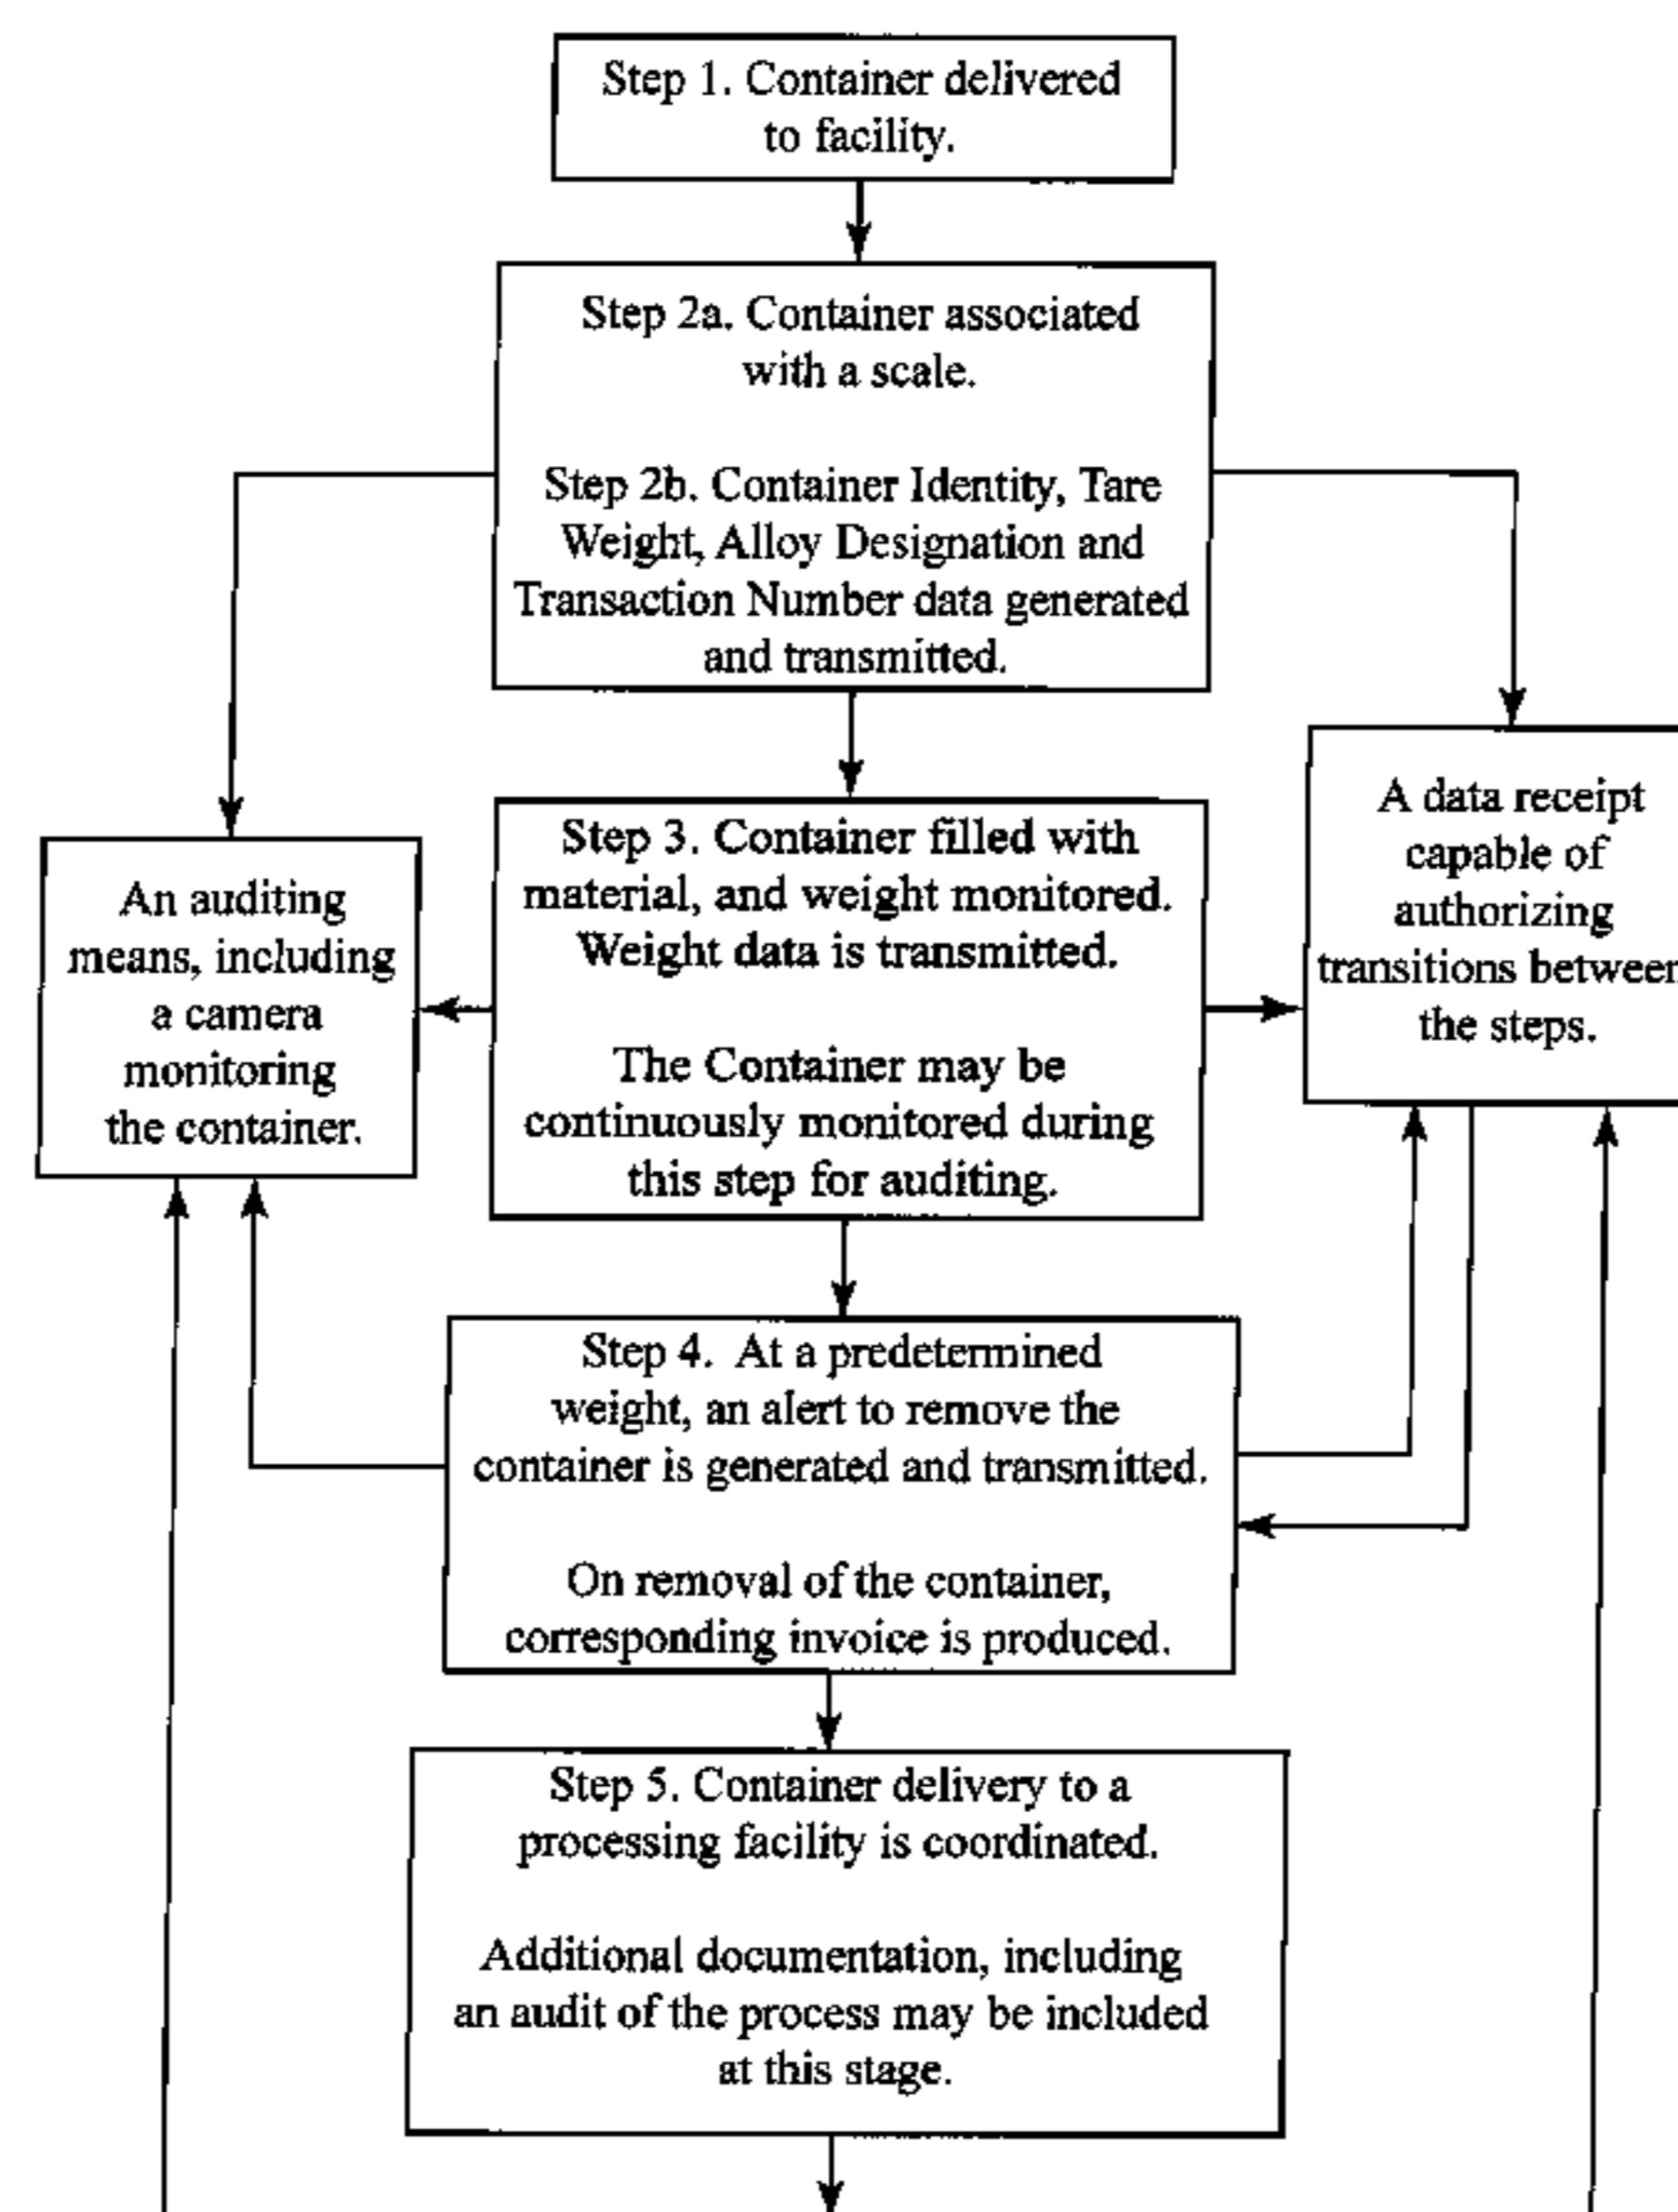 Step 1. Container delivered
to facility.
Step 2a. Container associated
with a scale.
Step 2b. Container Identity, Tare
Weight, Alloy Designation and
Transaction Number data generated
and transmitted.
An auditing
means, including
a camera
monitoring
the container.
Step 3. Container filled with
material, and weight monitored.
Weight data is transmitted.
The Container may be
continuously monitored during
this step for auditing.
A data receipt
capable of
authorizing
transitions between
the steps.
Step 4. At a predetermined
weight, an alert to remove the
container is generated and transmitted.
On removal of the container,
corresponding invoice is produced.
Step 5. Container delivery to a
processing facility is coordinated.
Additional documentation, including
an audit of the process may be included
at this stage.